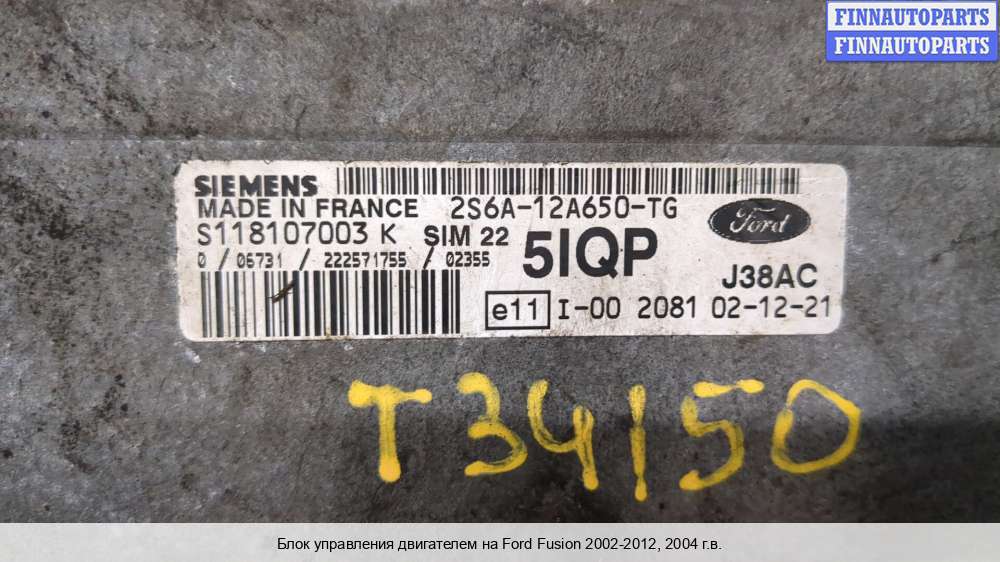 FINNAUTOPARTS
FINNAUTOPARTS
SIEMENS
MADE IN FRANCE 2S6A-12A650-TG
Ford
S118107003 K SIM 22
5IQP
0 / 06731 / 222571755 / 02355
J38AC
e11 I-00 2081 02-12-21
T34150
Блок управления двигателем на Ford Fusion 2002-2012, 2004 г.в.